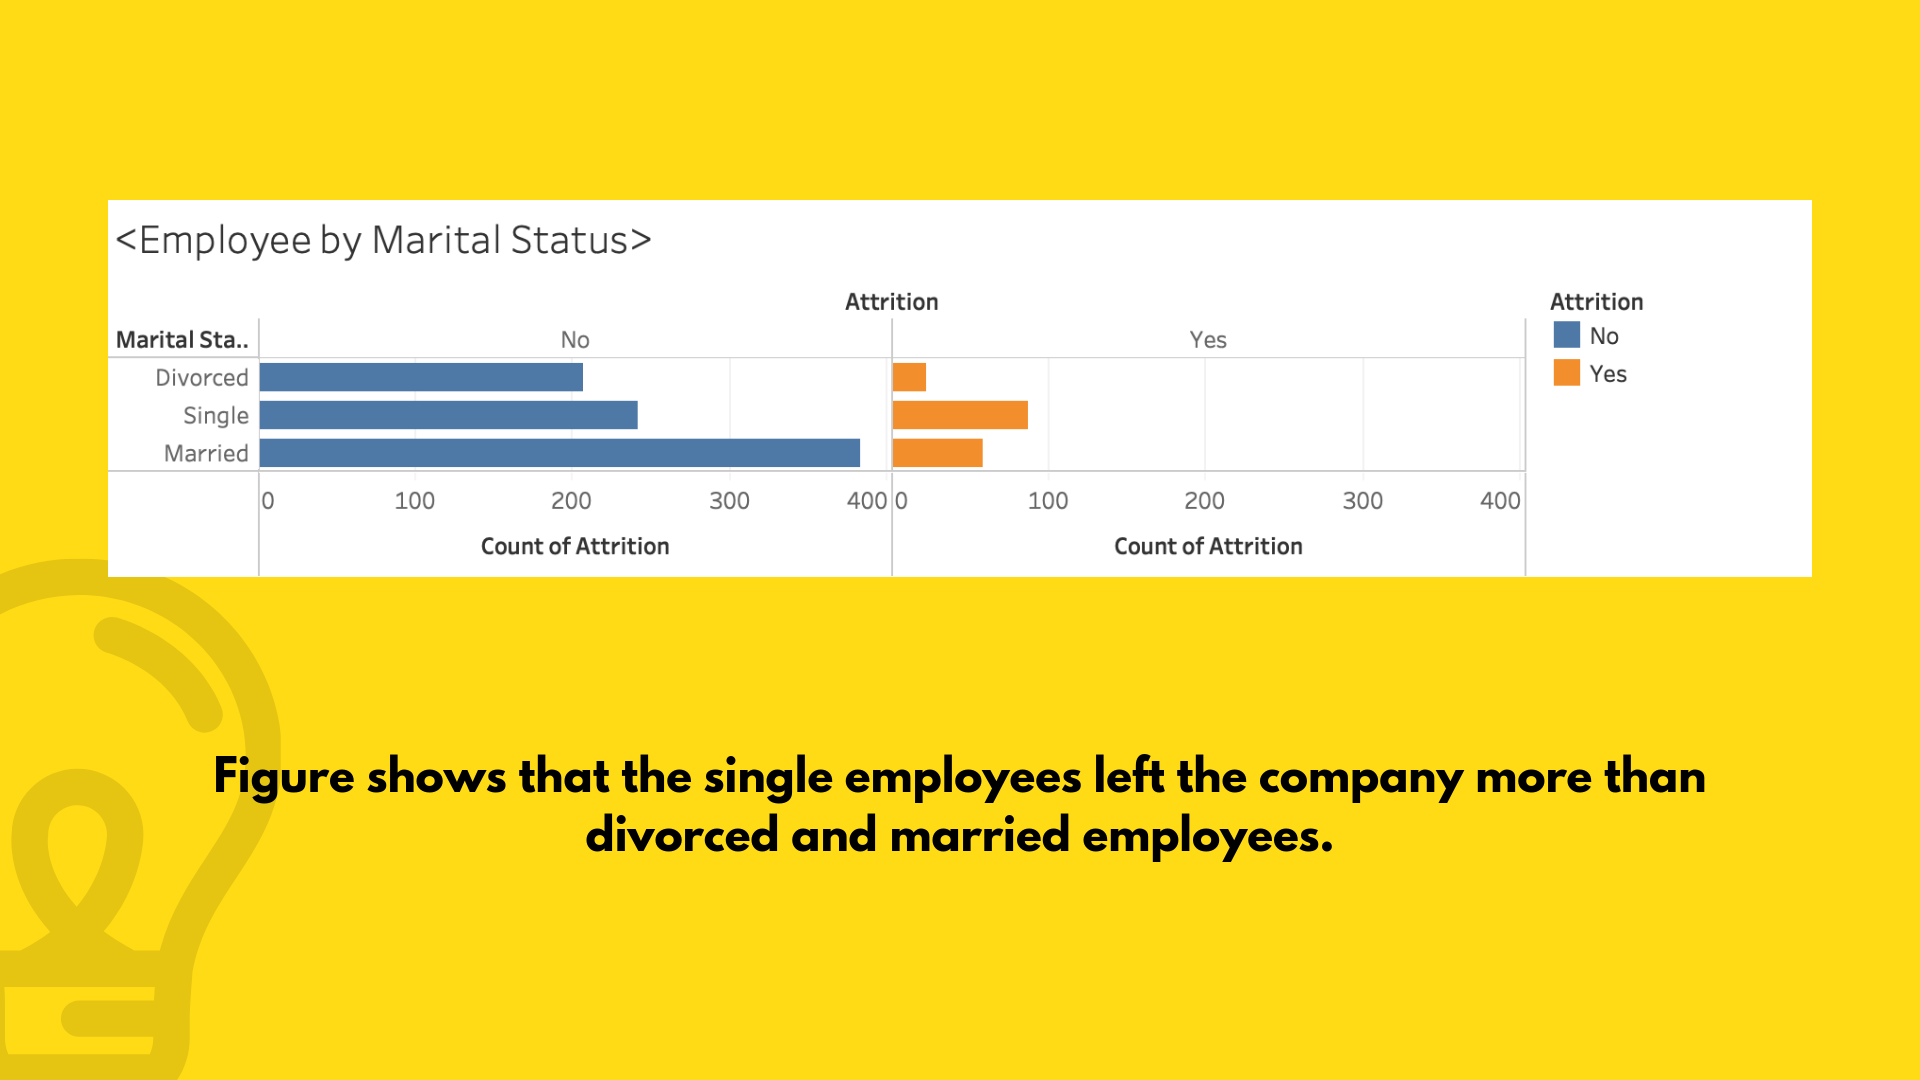 <Employee by Marital Status>
Attrition
Attrition
Marital Sta..
No
Yes
No
Yes
Divorced
Single
Married
0 100 200 300 400 0 100 200 300 400
Count of Attrition
Count of Attrition
Figure shows that the single employees left the company more than
divorced and married employees.